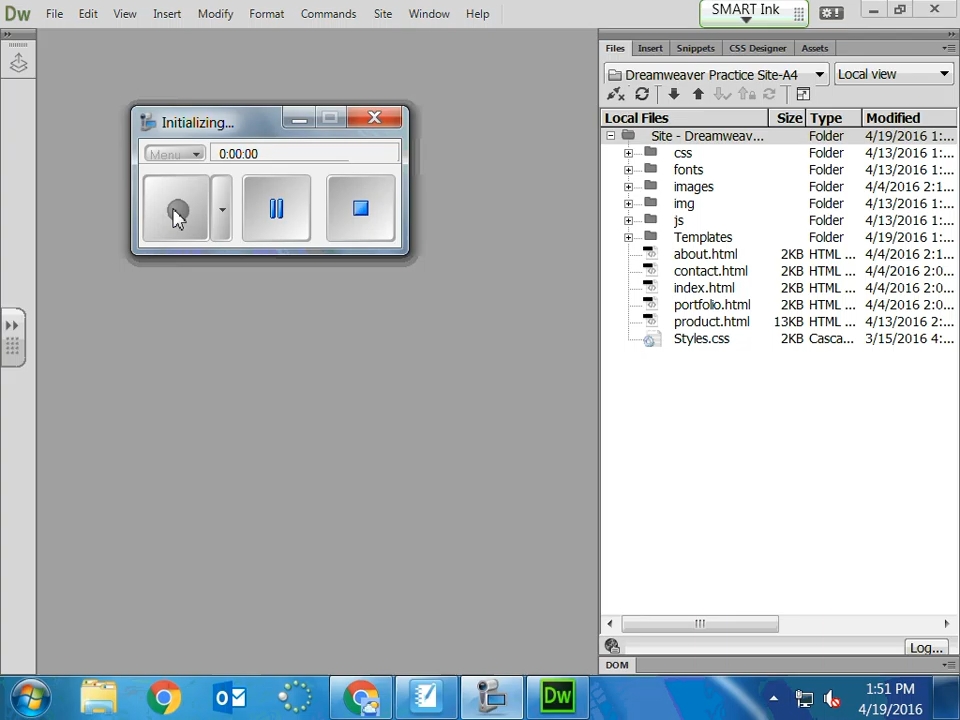 Dw File Edit View Insert Modify Format Commands Site Window Help
SMART Ink
Files Insert Snippets CSS Designer Assets
Dreamweaver Practice Site-A4 Local view
Local Files Size Type Modified
Site - Dreamweav... Folder 4/19/2016 1:...
css Folder 4/13/2016 1:...
fonts Folder 4/13/2016 1:...
images Folder 4/4/2016 2:1...
img Folder 4/13/2016 1:...
js Folder 4/13/2016 1:...
Templates Folder 4/19/2016 1:...
about.html 2KB HTML ... 4/4/2016 2:1...
contact.html 2KB HTML ... 4/4/2016 2:0...
index.html 2KB HTML ... 4/4/2016 2:0...
portfolio.html 2KB HTML ... 4/4/2016 2:0...
product.html 13KB HTML ... 4/13/2016 2:...
Styles.css 2KB Casca... 3/15/2016 4:...
Initializing...
Menu 0:00:00
Log...
DOM
Dw
1:51 PM
4/19/2016